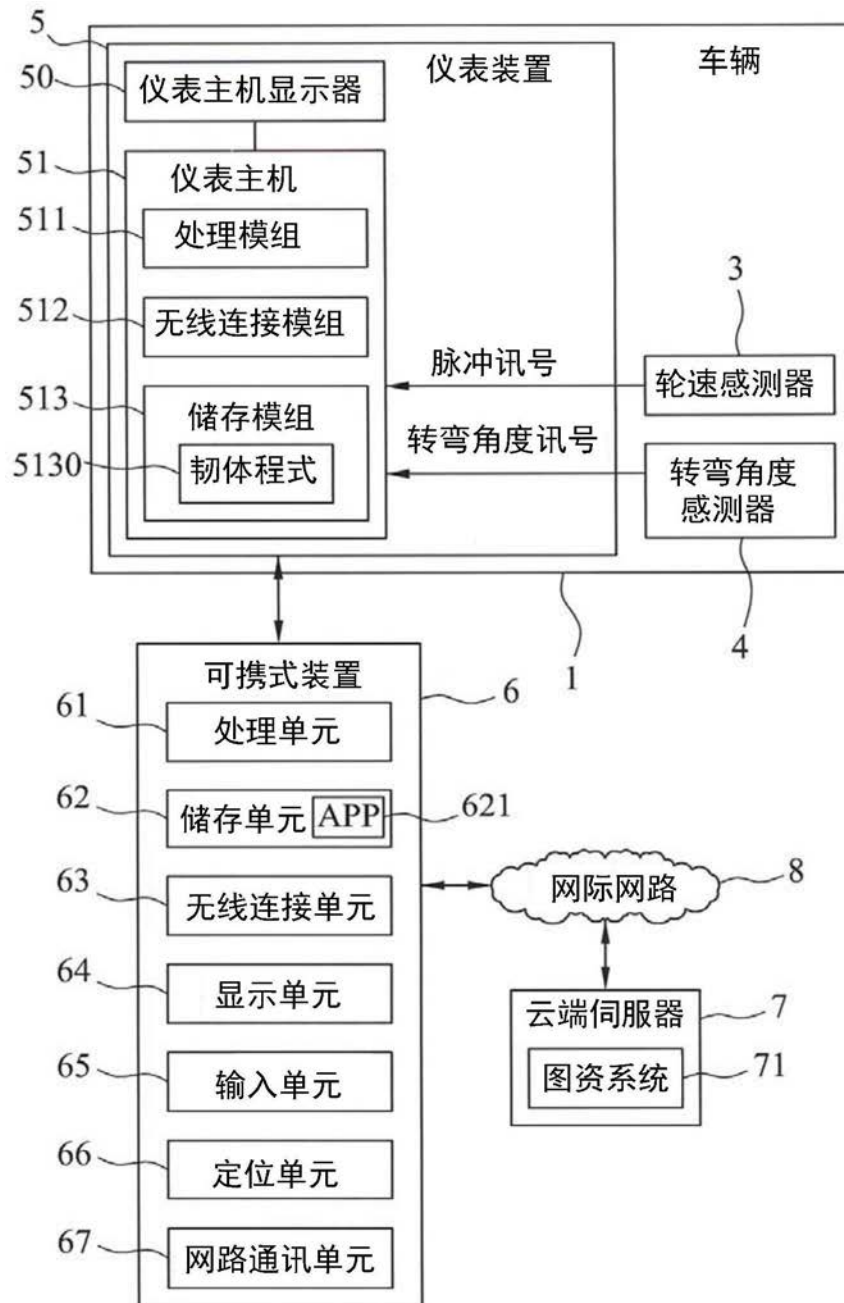 5
仪表装置
车辆
50
仪表主机显示器
51
仪表主机
511
处理模组
512
无线连接模组
513
储存模组
5130
韧体程式
脉冲讯号
3
轮速感测器
转弯角度讯号
转弯角度
感测器
4
1
可携式装置
6
61
处理单元
62
储存单元
APP
621
63
无线连接单元
64
显示单元
65
输入单元
66
定位单元
67
网路通讯单元
网际网路
8
云端伺服器
7
图资系统
71